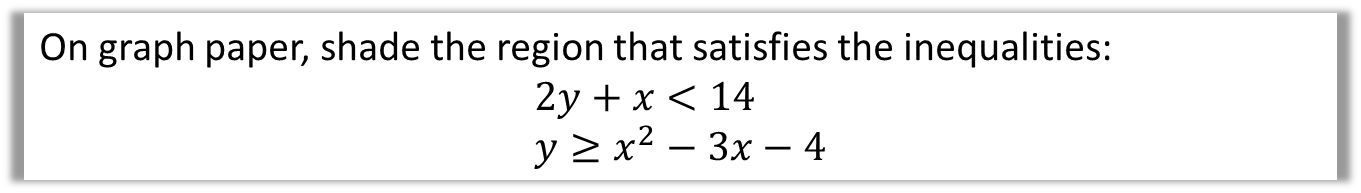 On graph paper, shade the region that satisfies the inequalities:
2𝑦 + 𝑥 < 14
𝑦 ≥ 𝑥² − 3𝑥 − 4